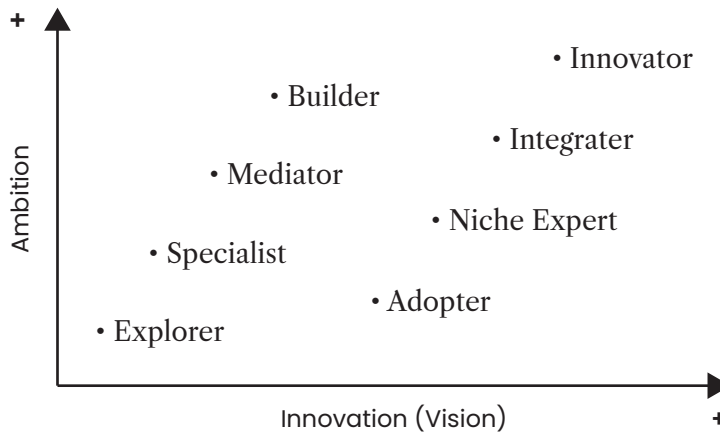 +
• Innovator
• Builder
• Integrater
• Mediator
• Niche Expert
• Specialist
• Adopter
• Explorer
Ambition
Innovation (Vision)
+